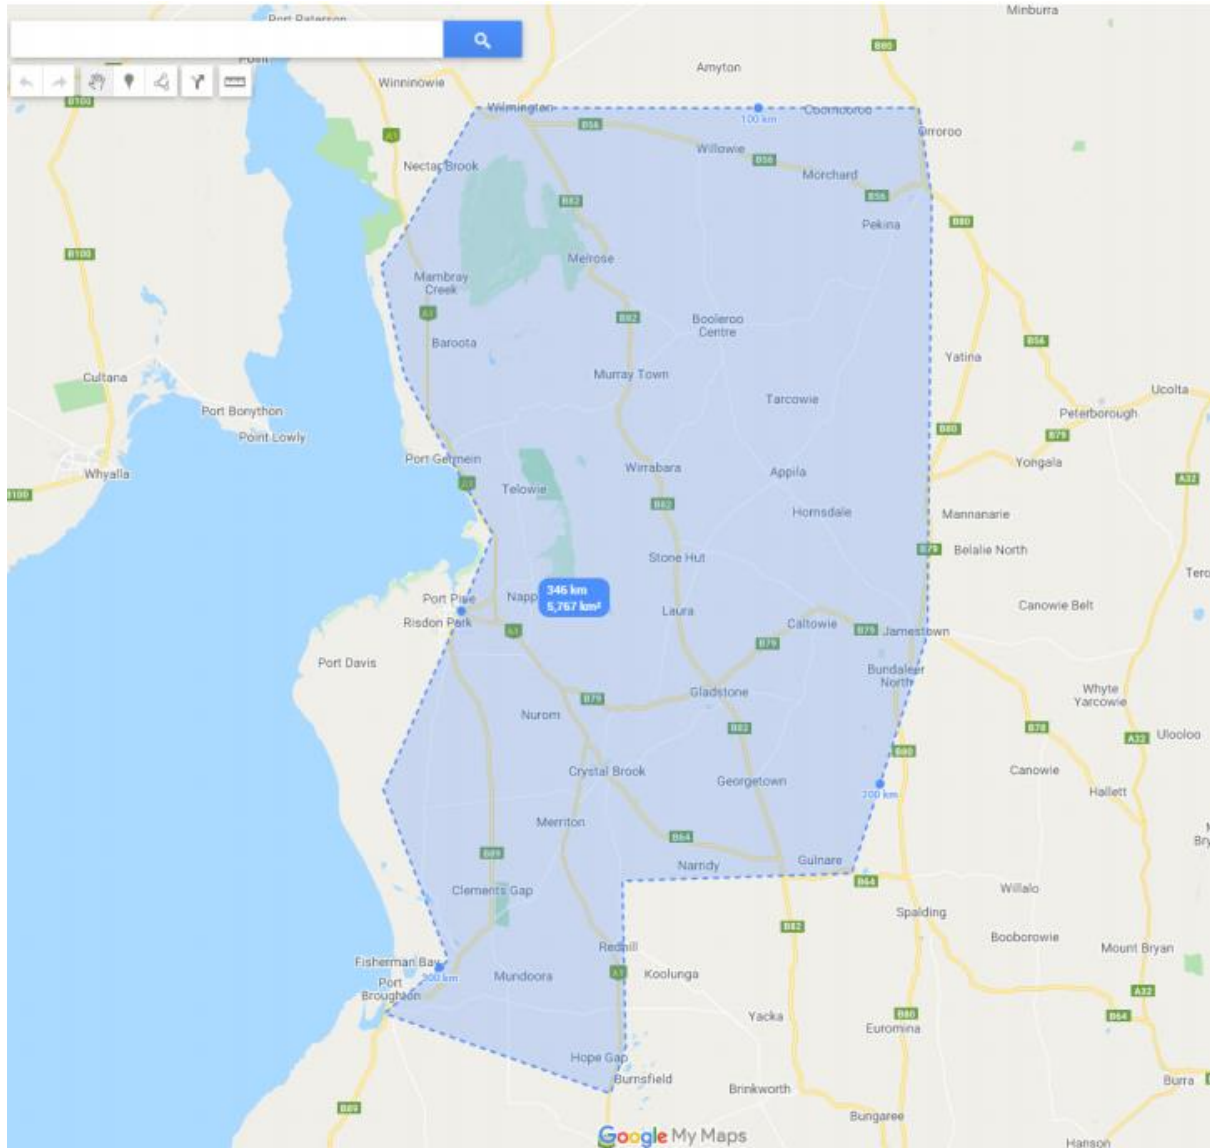 Port Paterson
Minburra
B80
Point
Amyton
Winninowie
B100
Wilmington
100 km
Coomooroo
A1
B56
Orroroo
Willowie
B56
Nectar Brook
Morchard
B56
B82
Pekina
B80
B100
Melrose
Mambray
Creek
A1
B82
Booleroo
Centre
B56
Baroota
Yatina
Cultana
Murray Town
Ucolta
Tarcowie
Port Bonython
Peterborough
Point Lowly
B80
B79
Port Germein
Wirrabara
Yongala
Whyalla
Appila
A32
A1
Telowie
B100
B82
Hornsdale
Mannanarie
B79
Belalie North
Stone Hut
Terc
346 km
5,767 km²
Port Pirie
Napp
Canowie Belt
Laura
Risdon Park
Caltowie
A1
B79
Jamestown
B79
Port Davis
Bundaleer
North
Gladstone
Whyte
Yarcowie
B79
Nurom
B82
B78
A32
Ulooloo
B80
Crystal Brook
Canowie
Georgetown
200 km
Hallett
Merriton
Bry
B64
B89
Narridy
Gulnare
B64
Clements Gap
Willalo
Spalding
B82
Booborowie
Redhill
Mount Bryan
Fisherman Bay
300 km
Mundoora
A1
Koolunga
Port
Broughton
A32
Yacka
B80
B64
Euromina
Hope Gap
Burnsfield
Burra
Brinkworth
B89
Bungaree
Google My Maps
Hanson